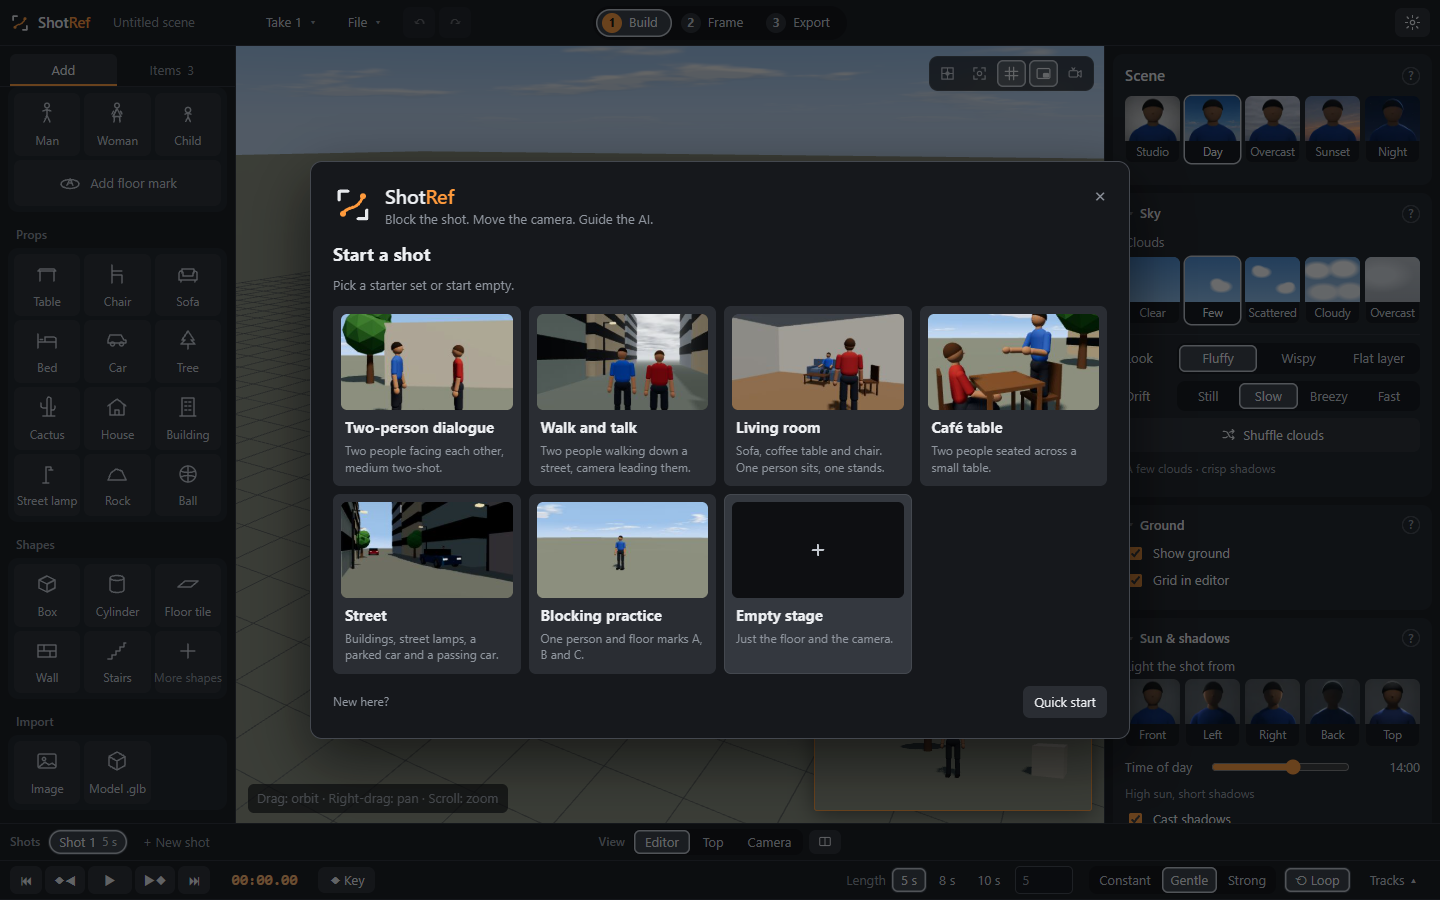 ShotRef
Untitled scene
Take 1
File
1 Build
2 Frame
3 Export
Add
Items 3
Man
Woman
Child
Add floor mark
Props
Table
Chair
Sofa
Bed
Car
Tree
Cactus
House
Building
Street lamp
Rock
Ball
Shapes
Box
Cylinder
Floor tile
Wall
Stairs
More shapes
Import
Image
Model .glb
ShotRef
Block the shot. Move the camera. Guide the AI.
Start a shot
Pick a starter set or start empty.
Two-person dialogue
Two people facing each other,
medium two-shot.
Walk and talk
Two people walking down a
street, camera leading them.
Living room
Sofa, coffee table and chair.
One person sits, one stands.
Café table
Two people seated across a
small table.
Street
Buildings, street lamps, a
parked car and a passing car.
Blocking practice
One person and floor marks A,
B and C.
Empty stage
Just the floor and the camera.
New here?
Quick start
Drag: orbit · Right-drag: pan · Scroll: zoom
Scene
?
Studio
Day
Overcast
Sunset
Night
Sky
?
Clouds
Clear
Few
Scattered
Cloudy
Overcast
Fluffy
Wispy
Flat layer
Drift
Still
Slow
Breezy
Fast
Shuffle clouds
A few clouds · crisp shadows
Ground
?
Show ground
Grid in editor
Sun & shadows
?
Light the shot from
Front
Left
Right
Back
Top
Time of day
14:00
High sun, short shadows
Cast shadows
Shots
Shot 1 5 s
+ New shot
View
Editor
Top
Camera
00:00.00
Key
Length
5 s
8 s
10 s
5
Constant
Gentle
Strong
Loop
Tracks